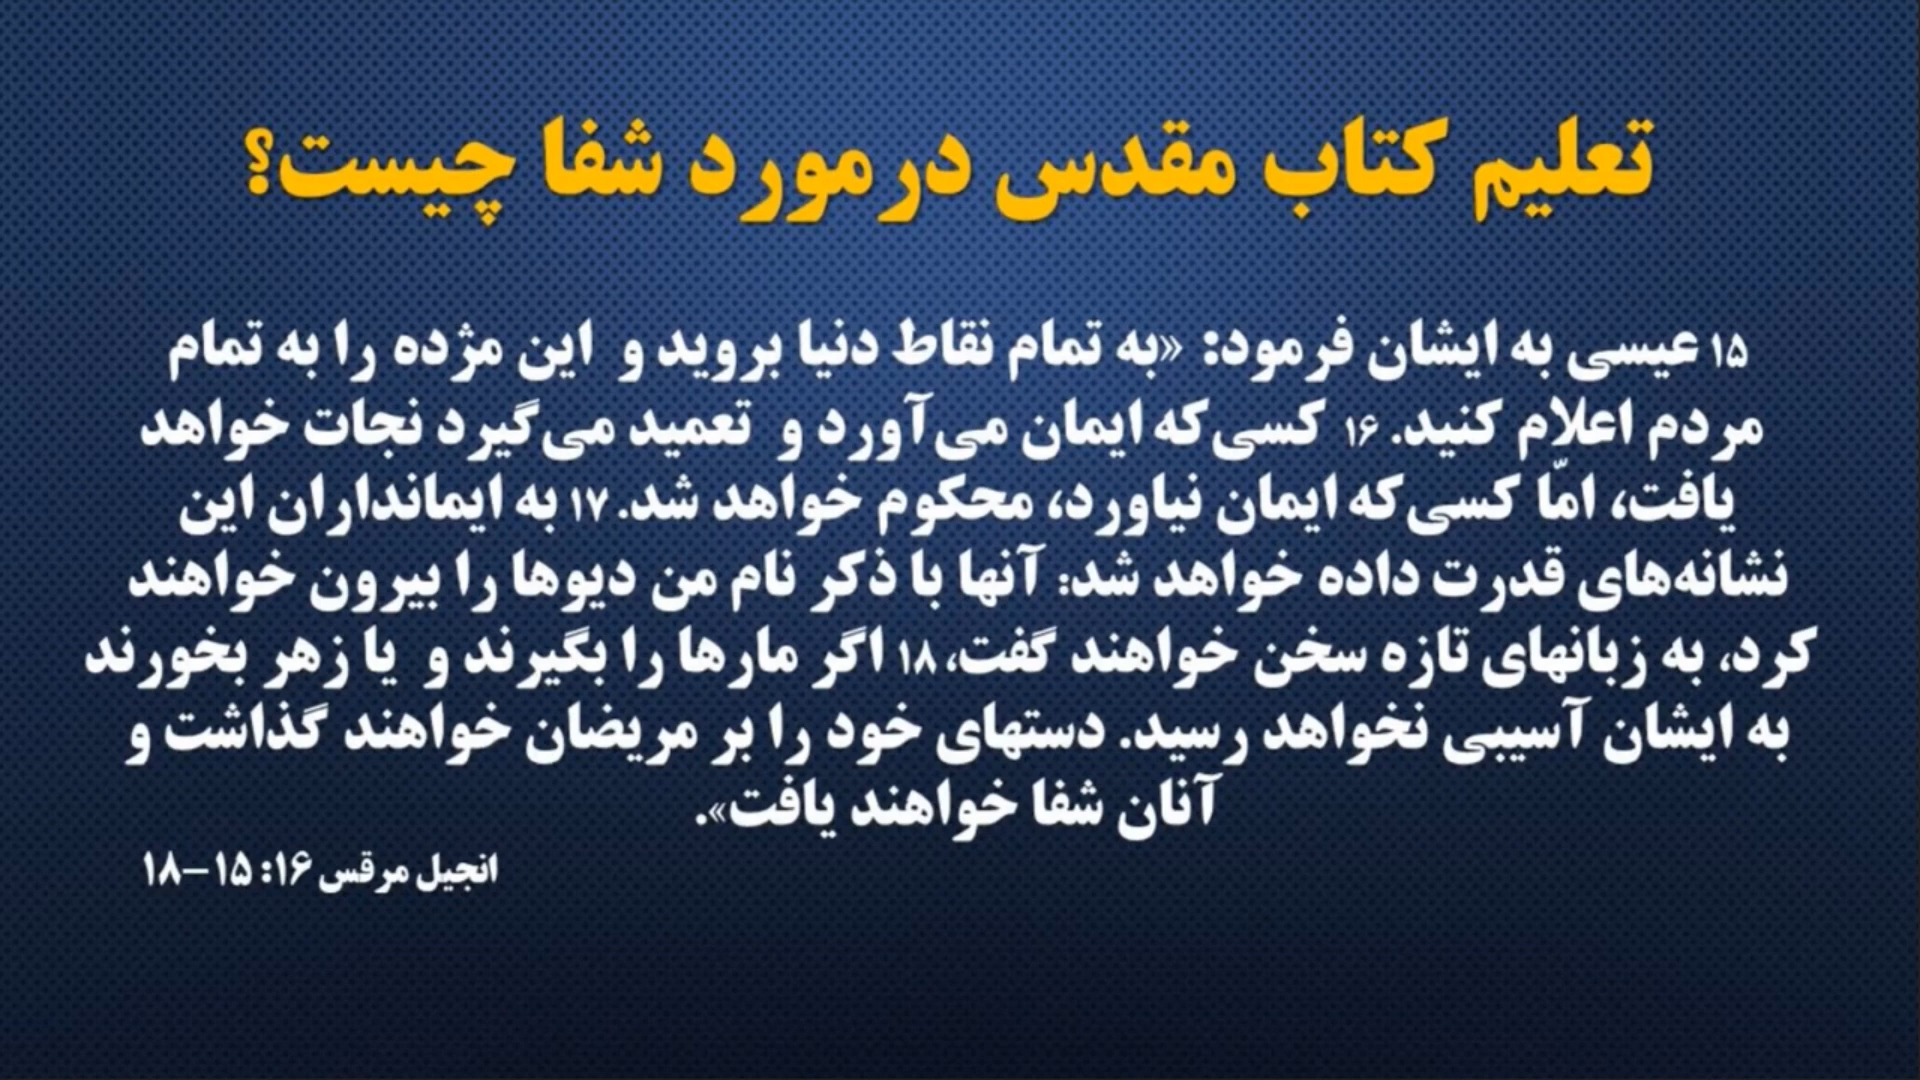 تعلیم کتاب مقدس در مورد شفا چیست؟
۱۵ عیسی به ایشان فرمود: «به تمام نقاط دنیا بروید و این مژده را به تمام
مردم اعلام کنید. ۱۶ کسی‌که ایمان می‌آورد و تعمید می‌گیرد نجات خواهد
یافت، امّا کسی‌که ایمان نیاورد، محکوم خواهد شد. ۱۷ به ایمانداران این
نشانه‌های قدرت داده خواهد شد: آنها با ذکر نام من دیوها را بیرون خواهند
کرد، به زبانهای تازه سخن خواهند گفت، ۱۸ اگر مارها را بگیرند و یا زهر بخورند
به ایشان آسیبی نخواهد رسید. دستهای خود را بر مریضان خواهند گذاشت و
آنان شفا خواهند یافت».
انجیل مرقس ۱۶: ۱۵–۱۸